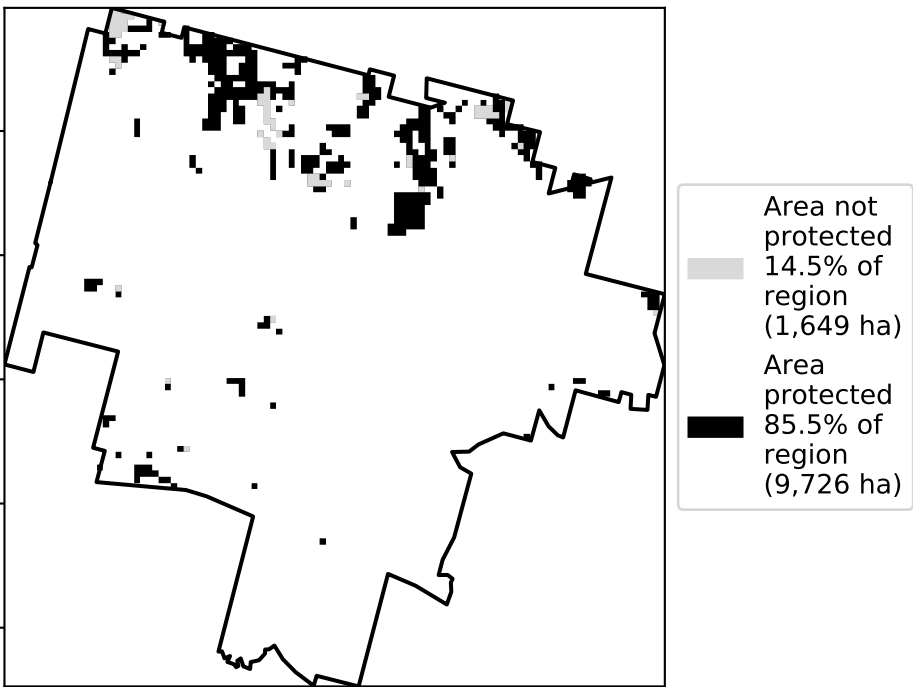 Area not
protected
14.5% of
region
(1,649 ha)
Area
protected
85.5% of
region
(9,726 ha)